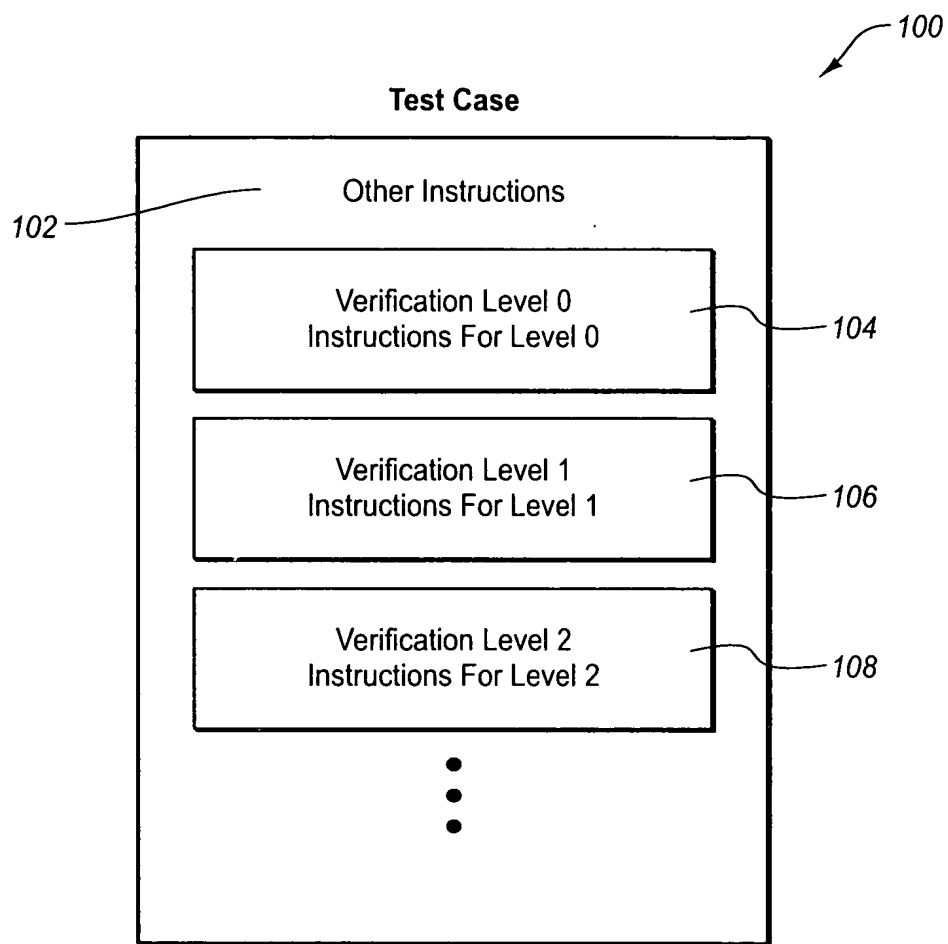 100
Test Case
Other Instructions
102
Verification Level 0
Instructions For Level 0
104
Verification Level 1
Instructions For Level 1
106
Verification Level 2
Instructions For Level 2
108